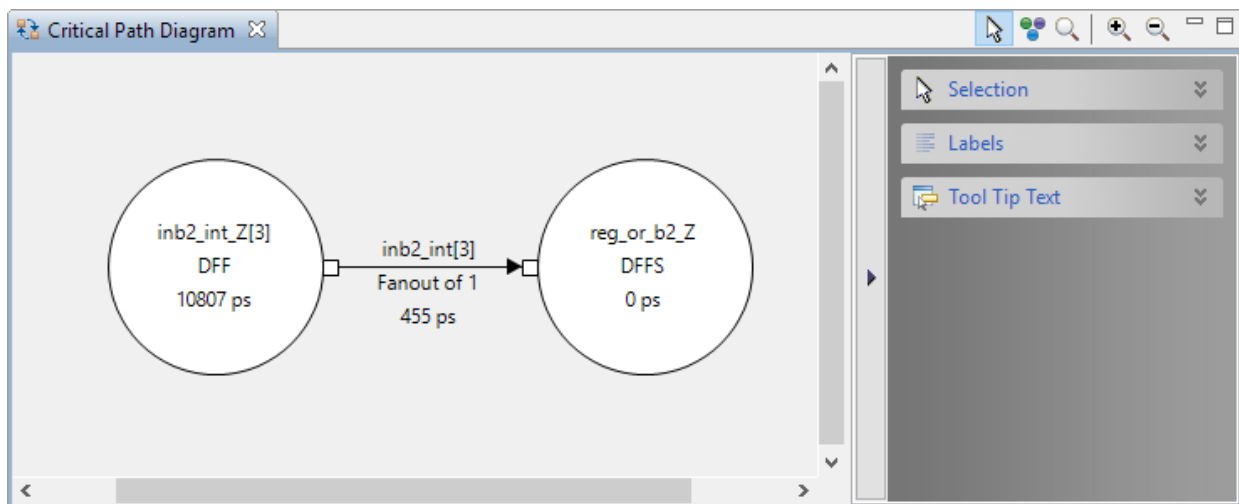 Critical Path Diagram
inb2_int_Z[3]
DFF
10807 ps
inb2_int[3]
Fanout of 1
455 ps
reg_or_b2_Z
DFFS
0 ps
Selection
Labels
Tool Tip Text